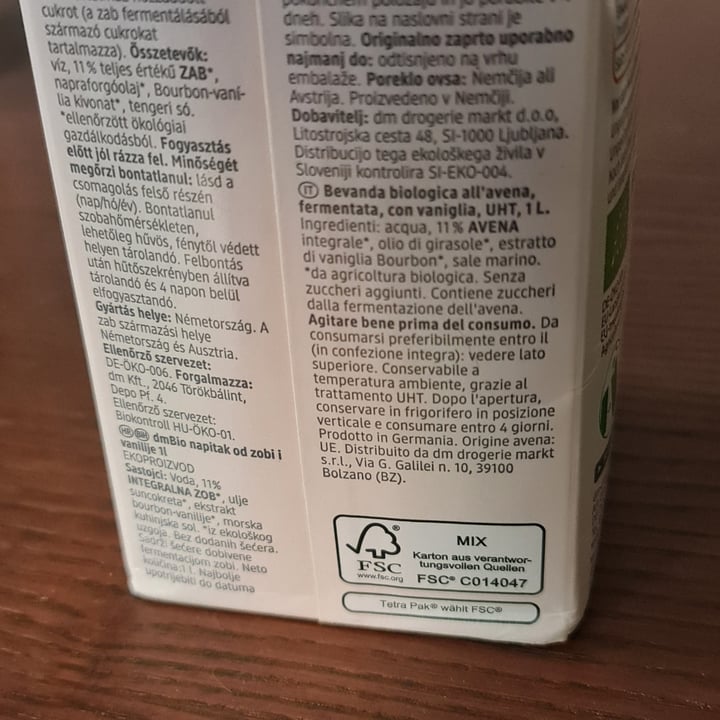 cukrot (a zab fermentálásából
származó cukrokat
tartalmazza). Összetevők:
víz, 11% teljes értékű ZAB*,
napraforgóolaj*, Bourbon-vaní-
lia kivonat*, tengeri só.
*ellenőrzött ökológiai
gazdálkodásból. Fogyasztás
előtt jól rázza fel. Minőségét
megőrzi bontatlanul: lásd a
csomagolás felső részén
(nap/hó/év). Bontatlanul
szobahőmérsékleten,
lehetőleg hűvös, fénytől védett
helyen tárolandó. Felbontás
után hűtőszekrényben állítva
tárolandó és 4 napon belül
elfogyasztandó.
Gyártás helye: Németország. A
zab származási helye
Németország és Ausztria.
Ellenőrző szervezet:
DE-ÖKO-006. Forgalmazza:
dm Kft., 2046 Törökbálint,
Depo Pf. 4.
Ellenőrző szervezet:
Biokontroll HU-ÖKO-01.
HR BIH dmBio napitak od zobi i
vanilije 1l
EKOPROIZVOD
Sastojci: Voda, 11%
INTEGRALNA ZOB*, ulje
suncokreta*, ekstrakt
bourbon-vanilije*, morska
kuhinjska sol. *iz ekološkog
uzgoja. Bez dodanih šećera.
Sadrži šećere dobivene
fermentacijom zobi. Neto
količina:1 l. Najbolje
upotrijebiti do datuma
dneh. Slika na naslovni strani je
simbolna. Originalno zaprto uporabno
najmanj do: odtisnjeno na vrhu
embalaže. Poreklo ovsa: Nemčija ali
Avstrija. Proizvedeno v Nemčiji.
Dobavitelj: dm drogerie markt d.o.o,
Litostrojska cesta 48, SI-1000 Ljubljana.
Distribucijo tega ekološkega živila v
Sloveniji kontrolira SI-EKO-004.
IT Bevanda biologica all'avena,
fermentata, con vaniglia, UHT, 1 L.
Ingredienti: acqua, 11% AVENA
integrale*, olio di girasole*, estratto
di vaniglia Bourbon*, sale marino.
*da agricoltura biologica. Senza
zuccheri aggiunti. Contiene zuccheri
dalla fermentazione dell'avena.
Agitare bene prima del consumo. Da
consumarsi preferibilmente entro il
(in confezione integra): vedere lato
superiore. Conservabile a
temperatura ambiente, grazie al
trattamento UHT. Dopo l'apertura,
conservare in frigorifero in posizione
verticale e consumare entro 4 giorni.
Prodotto in Germania. Origine avena:
UE. Distribuito da dm drogerie markt
s.r.l., Via G. Galilei n. 10, 39100
Bolzano (BZ).
FSC®
www.fsc.org
MIX
Karton aus verantwor-
tungsvollen Quellen
FSC® C014047
Tetra Pak® wählt FSC®